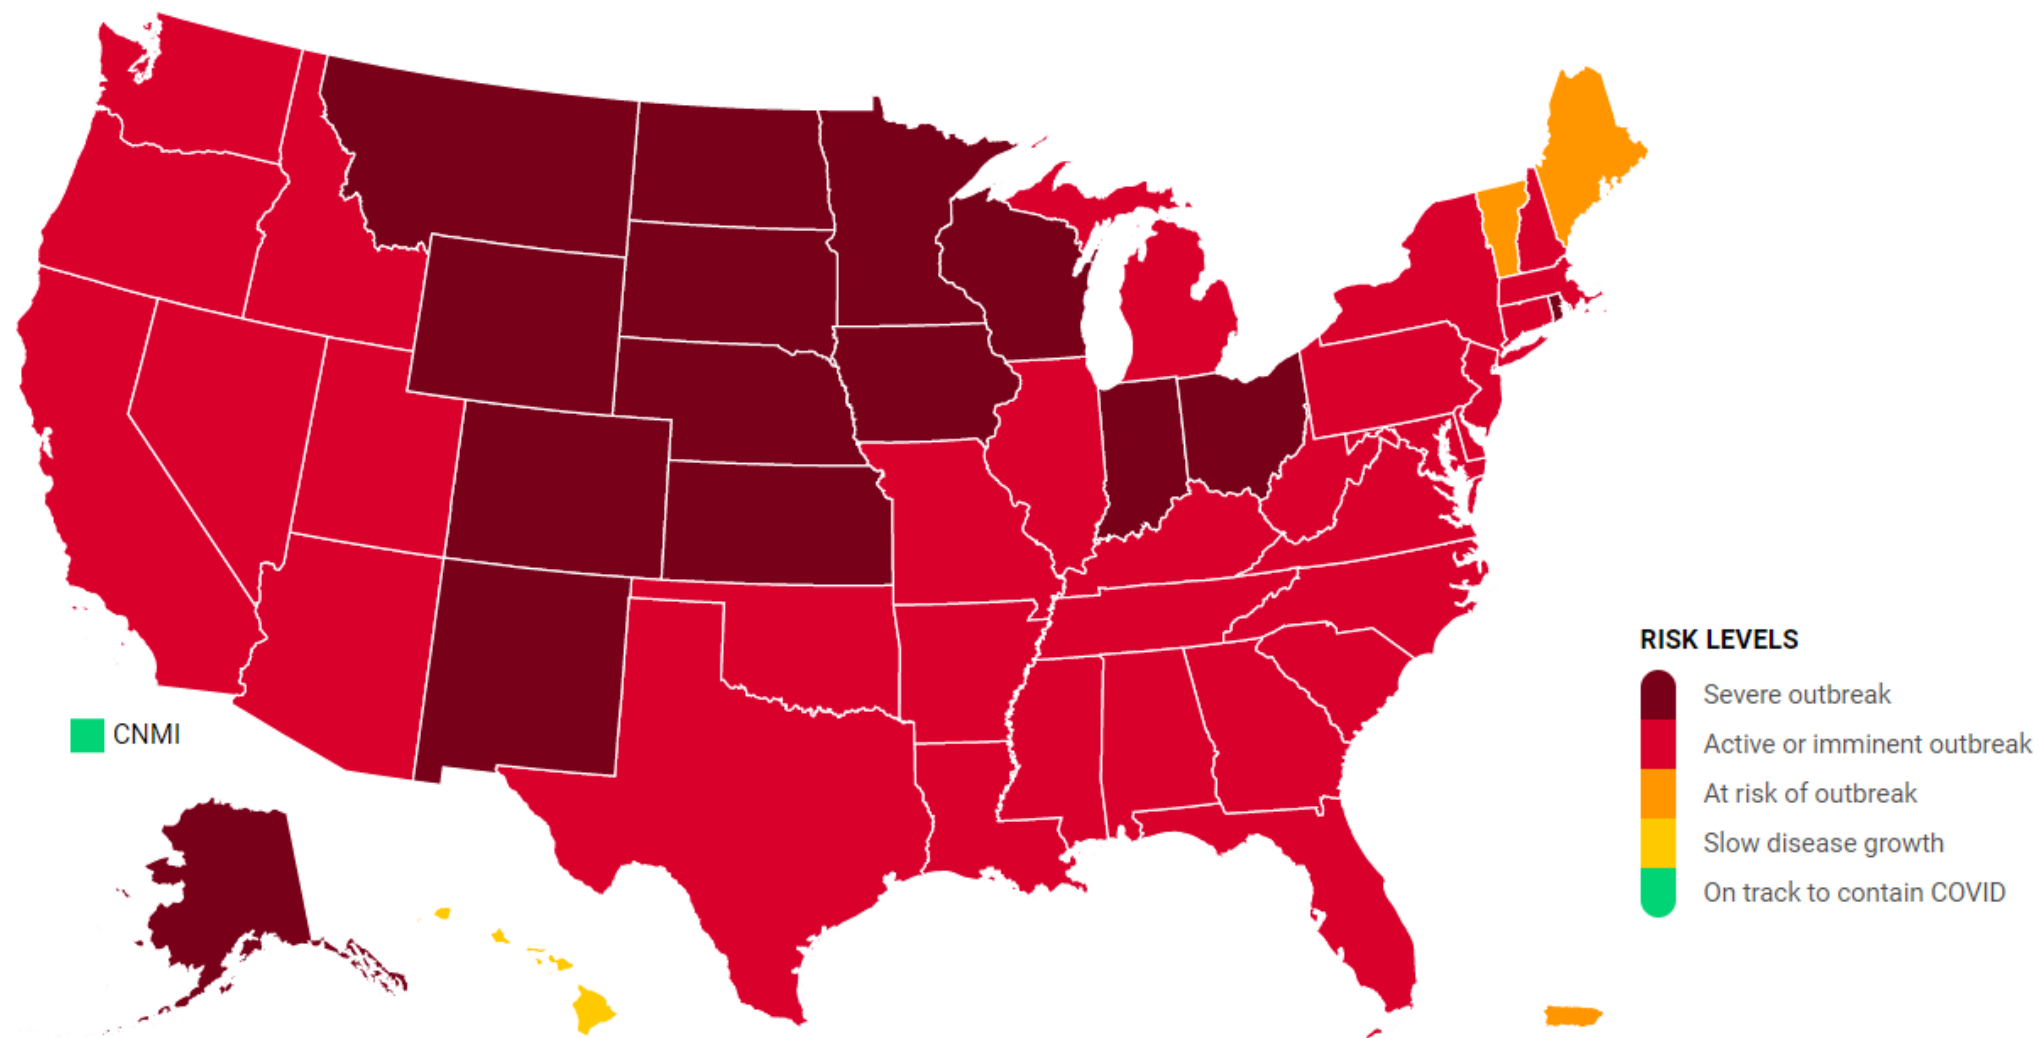 CNMI
RISK LEVELS
Severe outbreak
Active or imminent outbreak
At risk of outbreak
Slow disease growth
On track to contain COVID